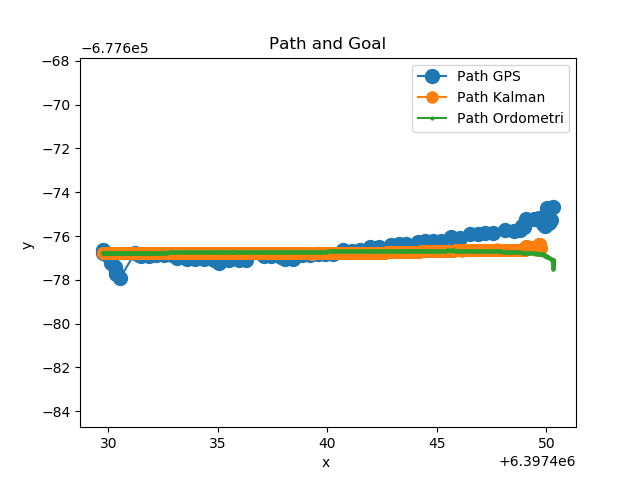 Path and Goal
−6.776e5
Path GPS
Path Kalman
Path Ordometri
−68
−70
−72
−74
−76
−78
−80
−82
−84
y
30
35
40
45
50
x
+6.3974e6